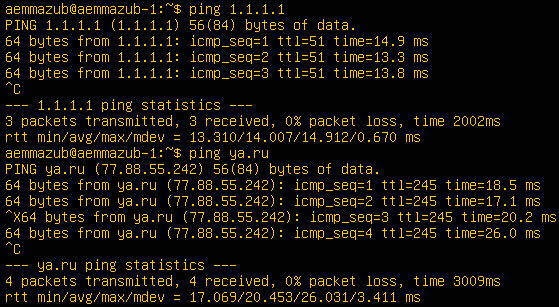 aemmazub@aemmazub-1:~$ ping 1.1.1.1
PING 1.1.1.1 (1.1.1.1) 56(84) bytes of data.
64 bytes from 1.1.1.1: icmp_seq=1 ttl=51 time=14.9 ms
64 bytes from 1.1.1.1: icmp_seq=2 ttl=51 time=13.3 ms
64 bytes from 1.1.1.1: icmp_seq=3 ttl=51 time=13.8 ms
^C
--- 1.1.1.1 ping statistics ---
3 packets transmitted, 3 received, 0% packet loss, time 2002ms
rtt min/avg/max/mdev = 13.310/14.007/14.912/0.670 ms
aemmazub@aemmazub-1:~$ ping ya.ru
PING ya.ru (77.88.55.242) 56(84) bytes of data.
64 bytes from ya.ru (77.88.55.242): icmp_seq=1 ttl=245 time=18.5 ms
64 bytes from ya.ru (77.88.55.242): icmp_seq=2 ttl=245 time=17.1 ms
^X64 bytes from ya.ru (77.88.55.242): icmp_seq=3 ttl=245 time=20.2 ms
64 bytes from ya.ru (77.88.55.242): icmp_seq=4 ttl=245 time=26.0 ms
^C
--- ya.ru ping statistics ---
4 packets transmitted, 4 received, 0% packet loss, time 3009ms
rtt min/avg/max/mdev = 17.069/20.453/26.031/3.411 ms